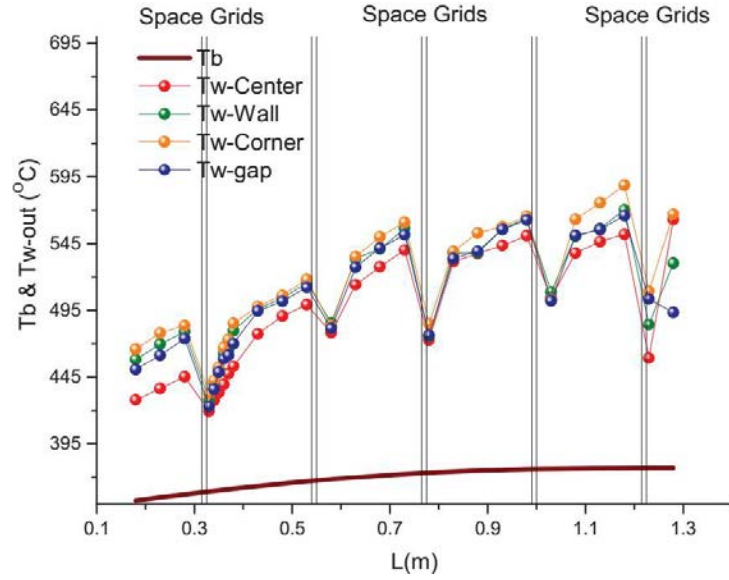 Space Grids
Space Grids
Space Grids
695
645
595
545
495
445
395
Tb & Tw-out (°C)
Tb
Tw-Center
Tw-Wall
Tw-Corner
Tw-gap
0.1
0.3
0.5
0.7
0.9
1.1
1.3
L(m)